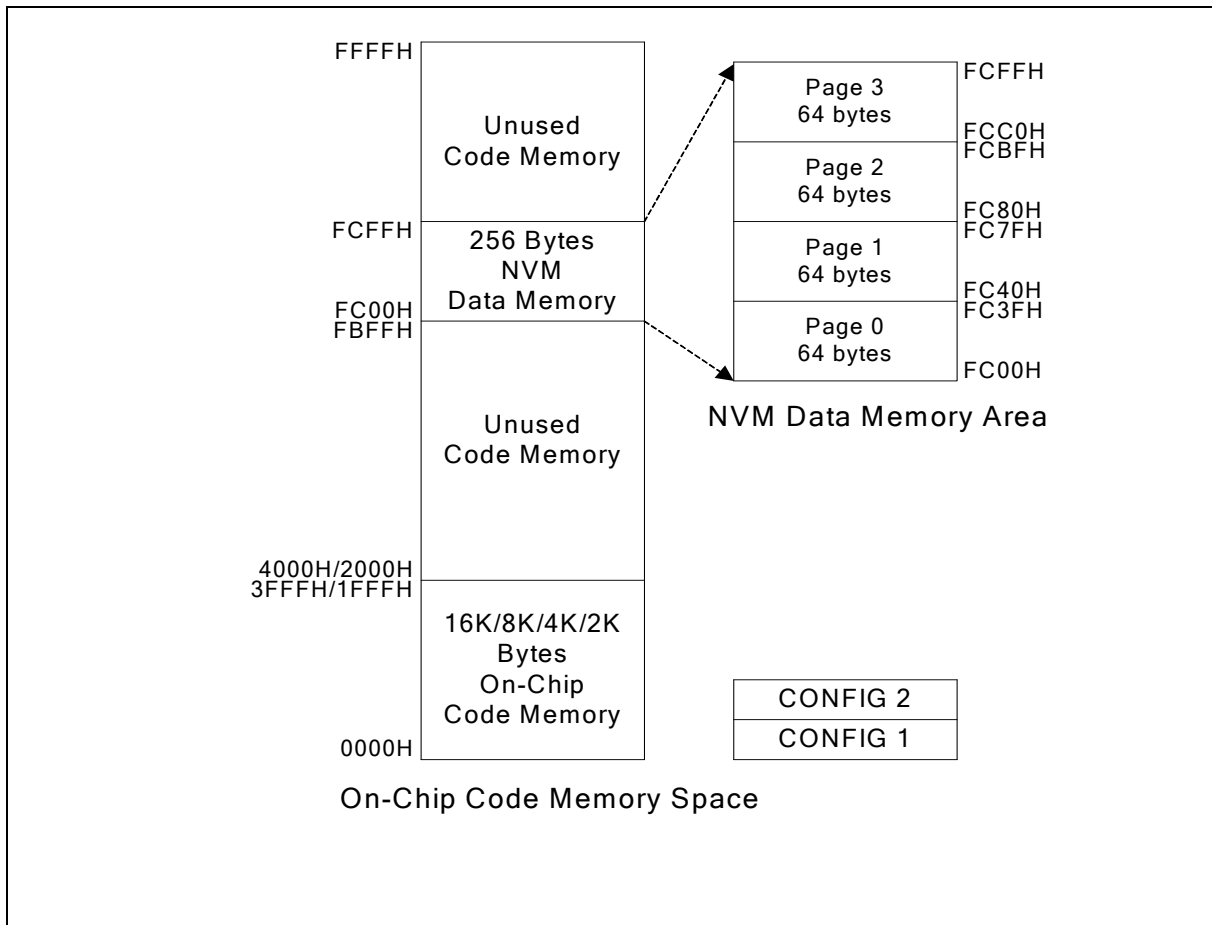 FFFFH
Unused
Code Memory
FCFFH
256 Bytes
NVM
Data Memory
FC00H
FBFFH
Unused
Code Memory
4000H/2000H
3FFFH/1FFFH
16K/8K/4K/2K
Bytes
On-Chip
Code Memory
0000H
On-Chip Code Memory Space
FCFFH
Page 3
64 bytes
FCC0H
FCBFH
Page 2
64 bytes
FC80H
FC7FH
Page 1
64 bytes
FC40H
FC3FH
Page 0
64 bytes
FC00H
NVM Data Memory Area
CONFIG 2
CONFIG 1